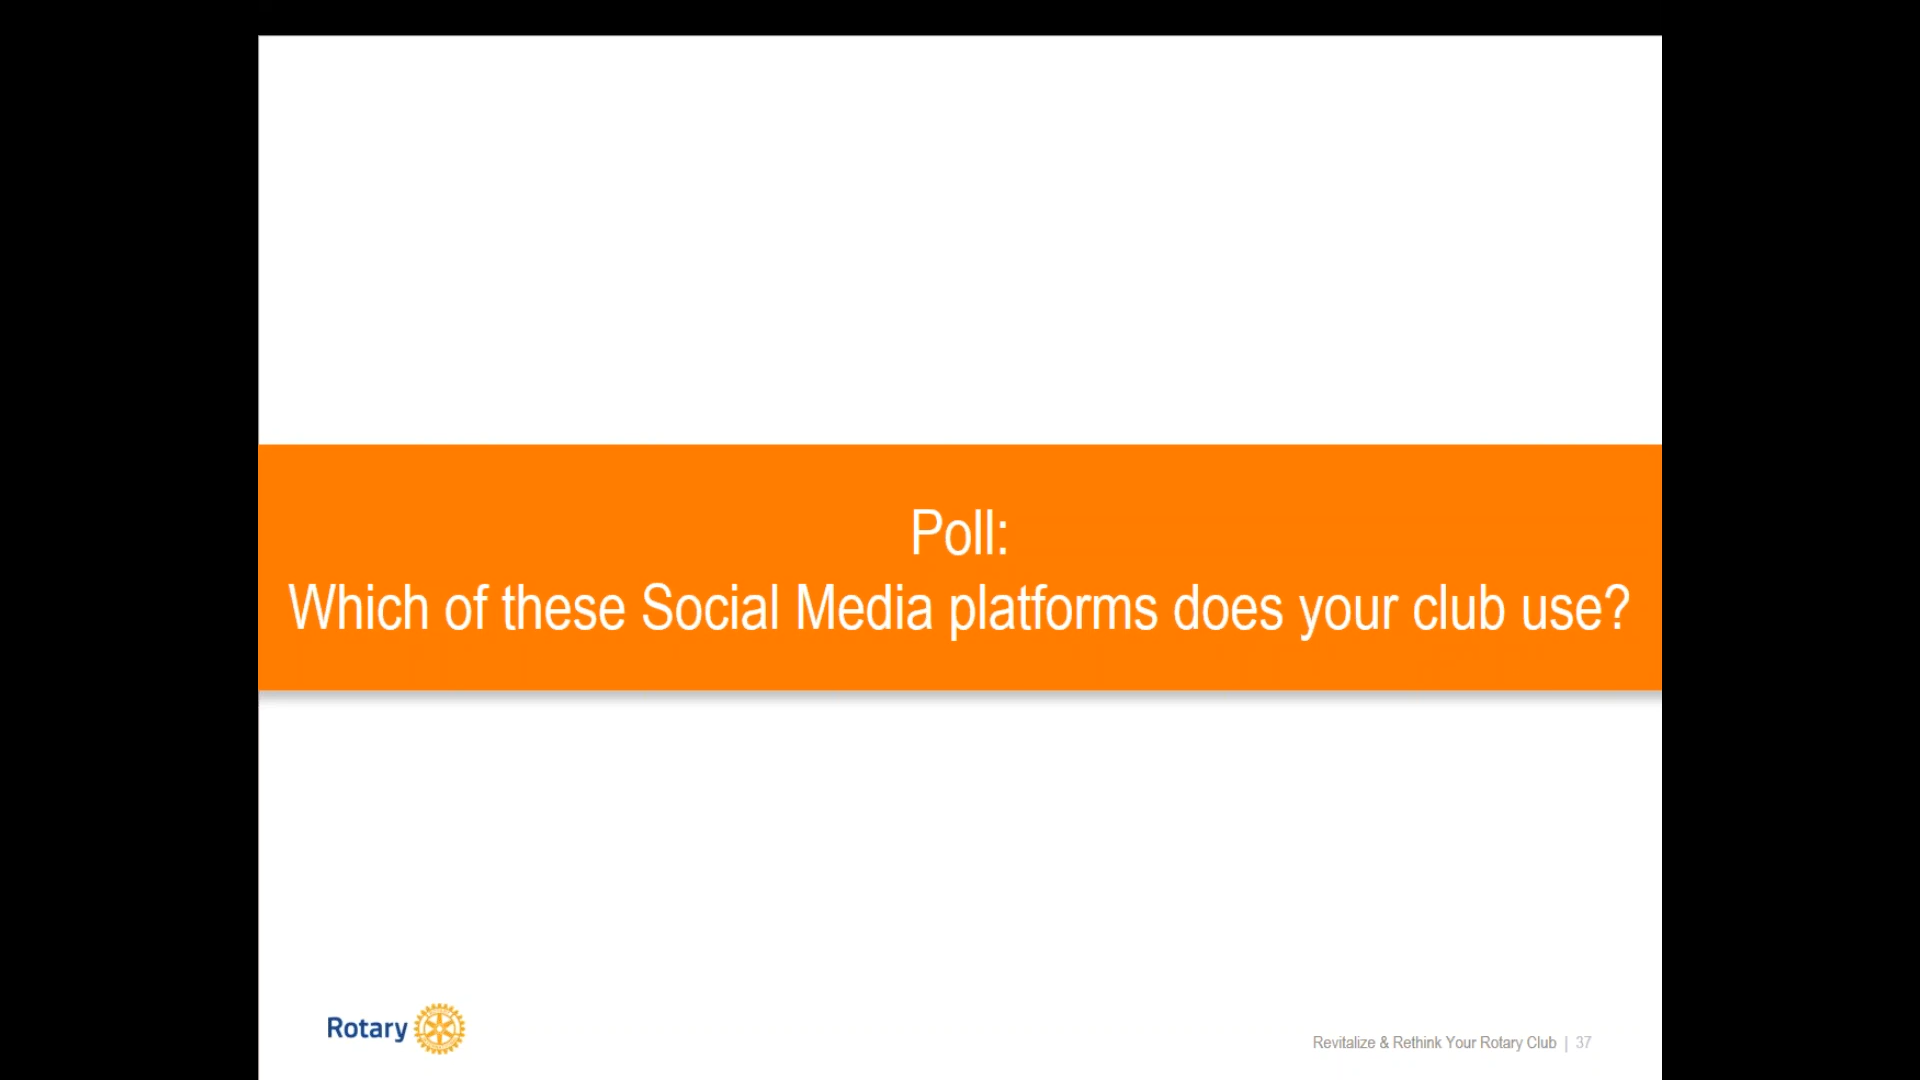 Poll:
Which of these Social Media platforms does your club use?
Rotary
Revitalize & Rethink Your Rotary Club | 37